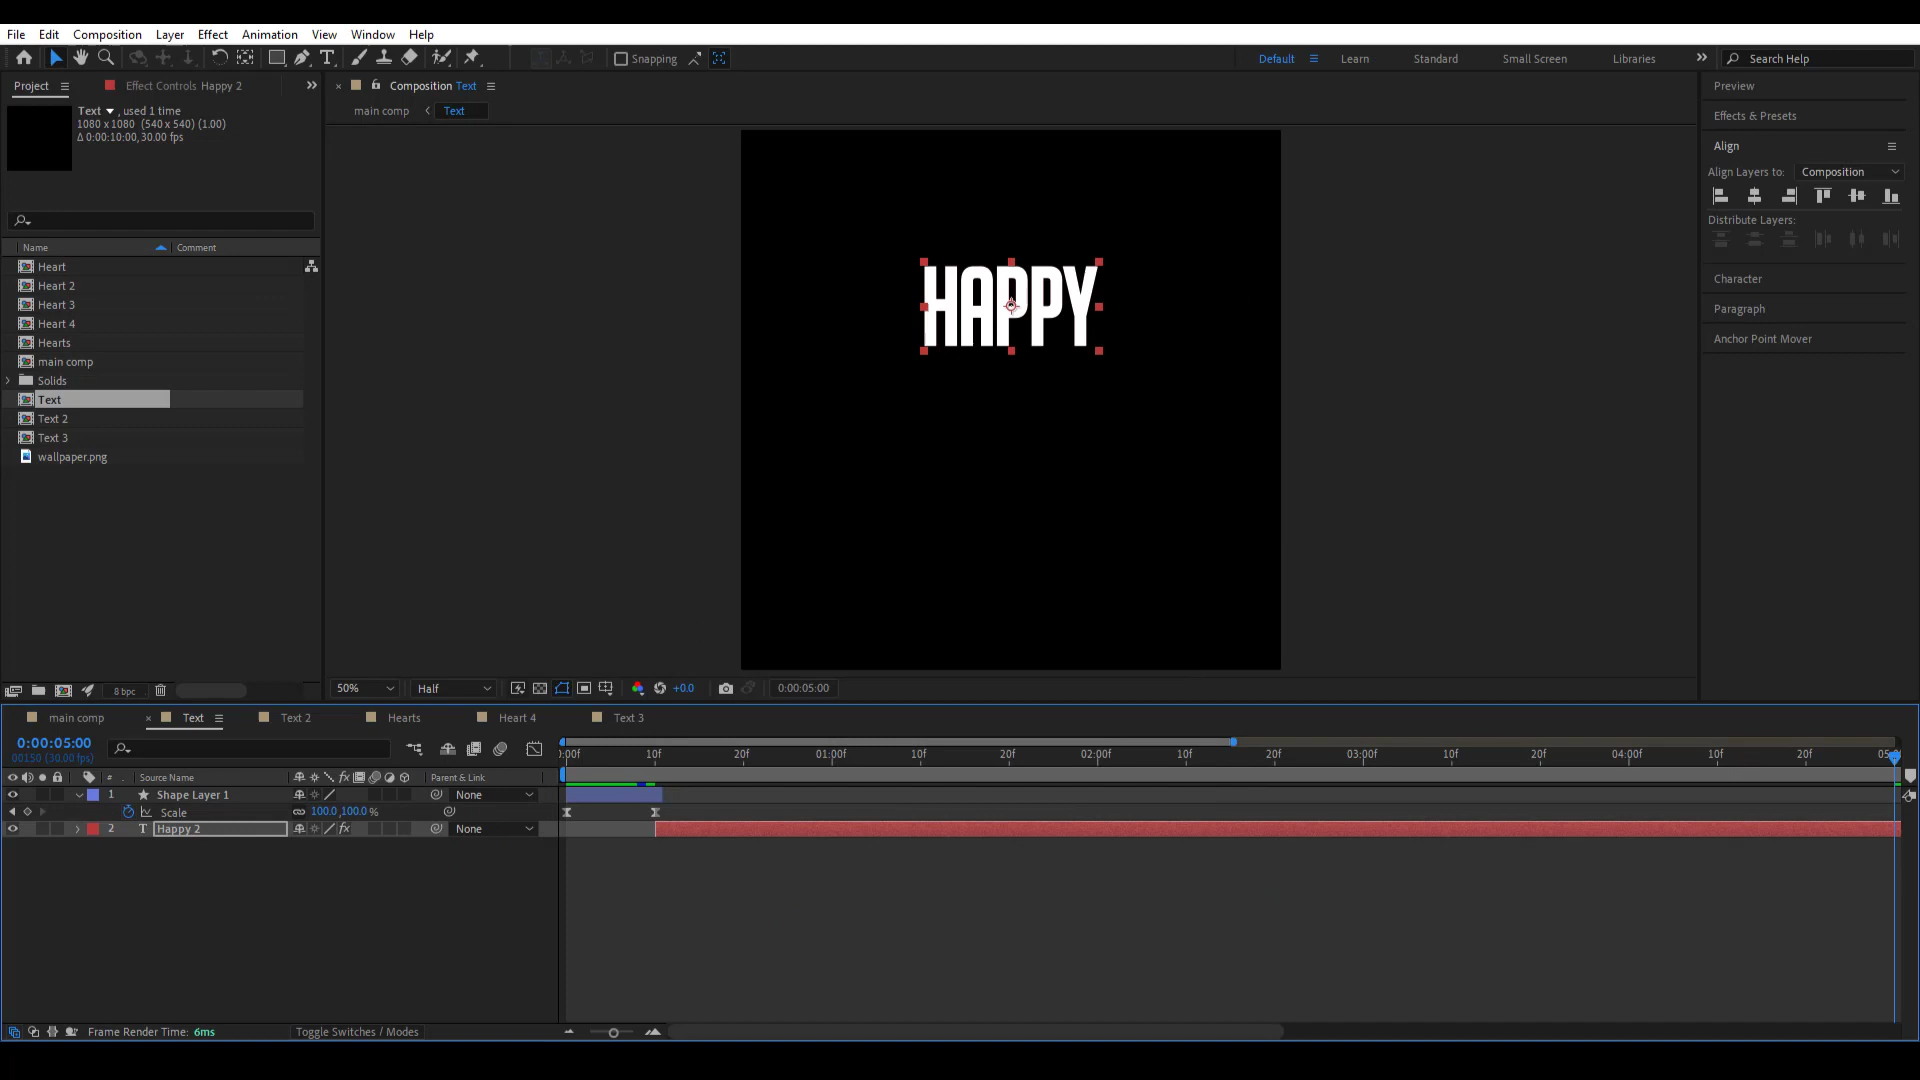 File Edit Composition Layer Effect Animation View Window Help
Snapping Default Learn Standard Small Screen Libraries Search Help
Project Effect Controls Happy 2
Text , used 1 time
1080 x 1080 (540 x 540) (1.00)
Δ 0:00:10:00, 30.00 fps
Name Comment
Heart
Heart 2
Heart 3
Heart 4
Hearts
main comp
Solids
Text
Text 2
Text 3
wallpaper.png
8 bpc
Composition Text
main comp Text
HAPPY
50% Half +0.0 0:00:05:00
Preview
Effects & Presets
Align
Align Layers to: Composition
Distribute Layers:
Character
Paragraph
Anchor Point Mover
main comp Text Text 2 Hearts Heart 4 Text 3
0:00:05:00
00150 (30.00 fps)
:00f 10f 20f 01:00f 10f 20f 02:00f 10f 20f 03:00f 10f 20f 04:00f 10f 20f
# Source Name fx Parent & Link
1 Shape Layer 1 None
Scale 100.0,100.0 %
2 T Happy 2 fx None
Frame Render Time: 6ms Toggle Switches / Modes